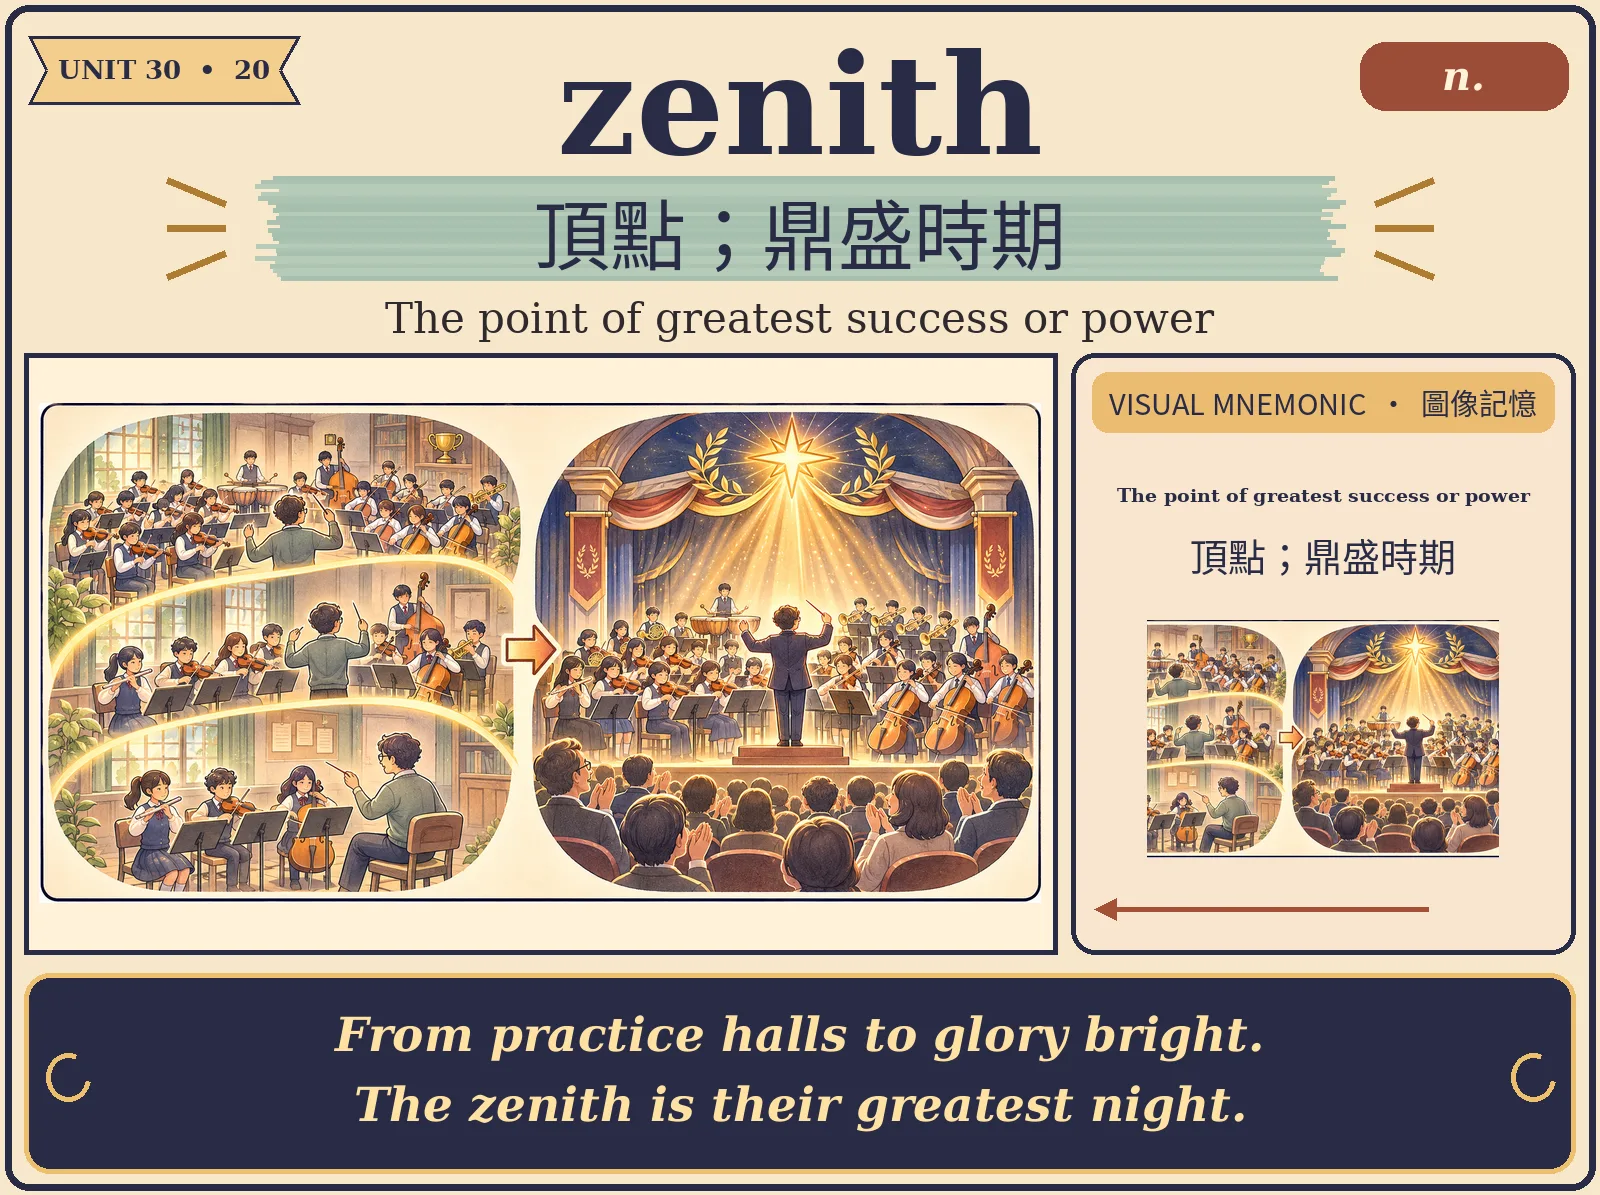 UNIT 30 • 20
zenith
n.
頂點；鼎盛時期
The point of greatest success or power
VISUAL MNEMONIC ・ 圖像記憶
The point of greatest success or power
頂點；鼎盛時期
From practice halls to glory bright.
The zenith is their greatest night.